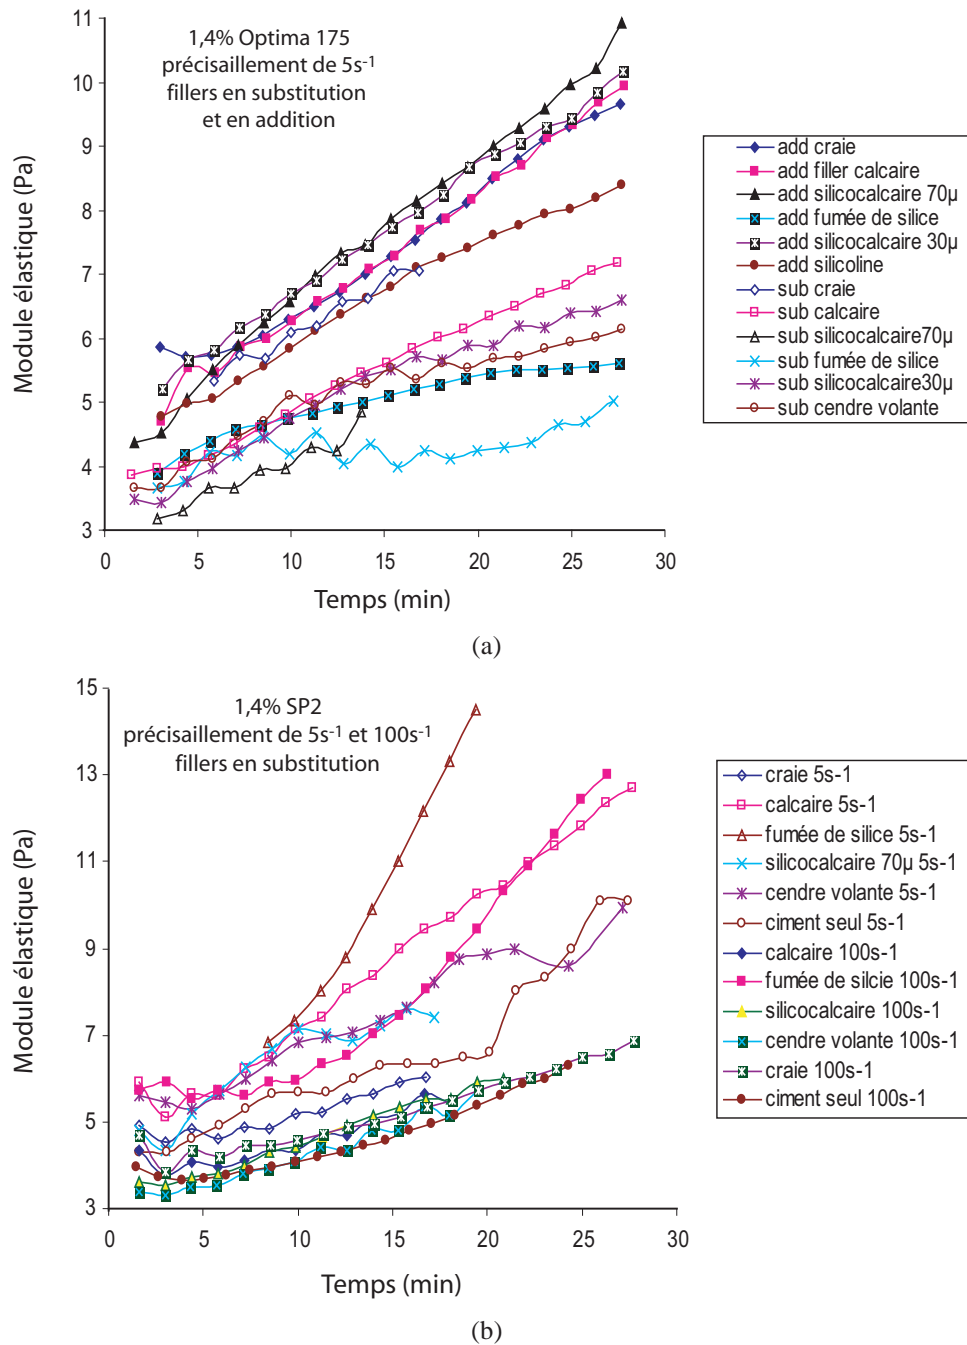 1,4% Optima 175
précisaillement de 5s-1
fillers en substitution
et en addition
11
10
9
8
7
6
5
4
3
Module élastique (Pa)
0
5
10
15
20
25
30
Temps (min)
add craie
add filler calcaire
add silicocalcaire 70µ
add fumée de silice
add silicocalcaire 30µ
add silicoline
sub craie
sub calcaire
sub silicocalcaire70µ
sub fumée de silice
sub silicocalcaire30µ
sub cendre volante
(a)
1,4% SP2
précisaillement de 5s-1 et 100s-1
fillers en substitution
15
13
11
9
7
5
3
Module élastique (Pa)
0
5
10
15
20
25
30
Temps (min)
craie 5s-1
calcaire 5s-1
fumée de silice 5s-1
silicocalcaire 70µ 5s-1
cendre volante 5s-1
ciment seul 5s-1
calcaire 100s-1
fumée de silcie 100s-1
silicocalcaire 100s-1
cendre volante 100s-1
craie 100s-1
ciment seul 100s-1
(b)